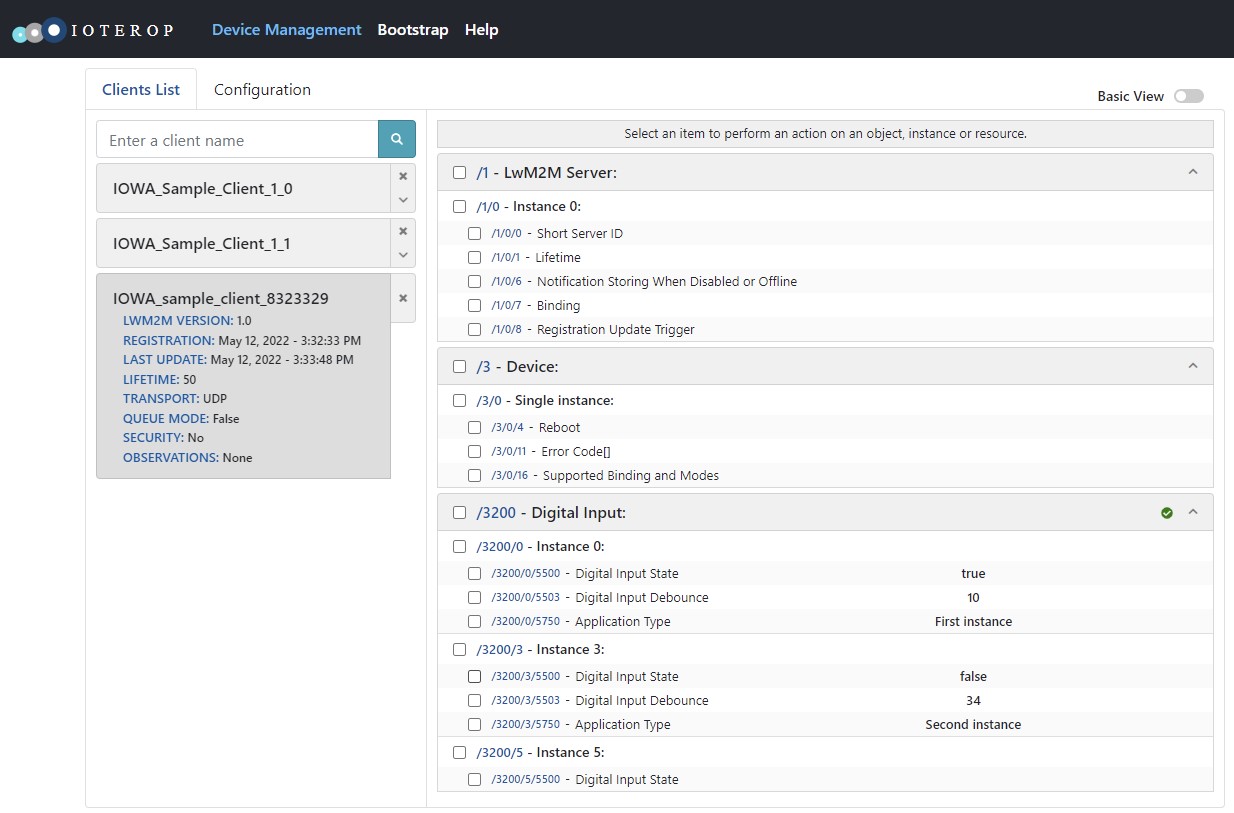 IOTEROP Device Management Bootstrap Help
Clients List Configuration
Basic View
Enter a client name
IOWA_Sample_Client_1_0
IOWA_Sample_Client_1_1
IOWA_sample_client_8323329
LWM2M VERSION: 1.0
REGISTRATION: May 12, 2022 - 3:32:33 PM
LAST UPDATE: May 12, 2022 - 3:33:48 PM
LIFETIME: 50
TRANSPORT: UDP
QUEUE MODE: False
SECURITY: No
OBSERVATIONS: None
Select an item to perform an action on an object, instance or resource.
/1 - LwM2M Server:
/1/0 - Instance 0:
/1/0/0 - Short Server ID
/1/0/1 - Lifetime
/1/0/6 - Notification Storing When Disabled or Offline
/1/0/7 - Binding
/1/0/8 - Registration Update Trigger
/3 - Device:
/3/0 - Single instance:
/3/0/4 - Reboot
/3/0/11 - Error Code[]
/3/0/16 - Supported Binding and Modes
/3200 - Digital Input:
/3200/0 - Instance 0:
/3200/0/5500 - Digital Input State true
/3200/0/5503 - Digital Input Debounce 10
/3200/0/5750 - Application Type First instance
/3200/3 - Instance 3:
/3200/3/5500 - Digital Input State false
/3200/3/5503 - Digital Input Debounce 34
/3200/3/5750 - Application Type Second instance
/3200/5 - Instance 5:
/3200/5/5500 - Digital Input State